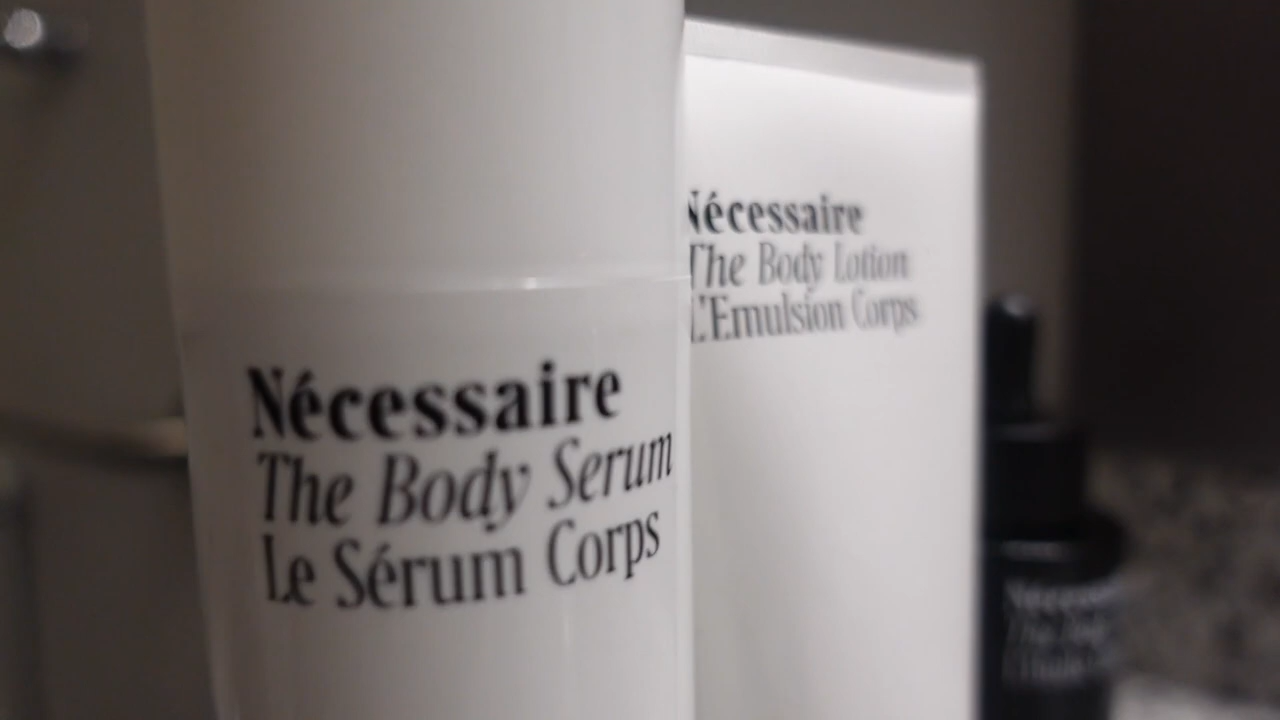 Nécessaire
The Body Serum
Le Sérum Corps
Nécessaire
The Body Lotion
L'Emulsion Corps